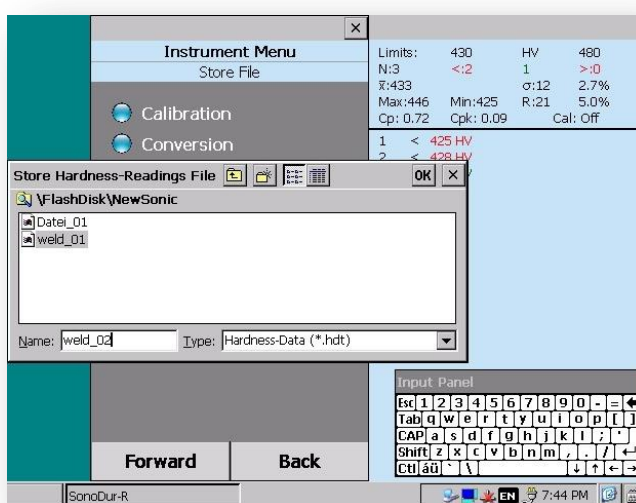 Instrument Menu
Store File
Calibration
Conversion
Limits: 430 HV 480
N:3 <:2 1 >:0
x̅:433 σ:12 2.7%
Max:446 Min:425 R:21 5.0%
Cp: 0.72 Cpk: 0.09 Cal: Off
1 < 425 HV
2 < 428 HV
Store Hardness-Readings File OK
\FlashDisk\NewSonic
Datei_01
weld_01
Name: weld_02 Type: Hardness-Data (*.hdt)
Input Panel
Esc 1 2 3 4 5 6 7 8 9 0 - =
Tab q w e r t y u i o p [ ]
CAP a s d f g h j k l ; '
Shift z x c v b n m , . /
Ctl áü ` \
Forward Back
SonoDur-R EN 7:44 PM